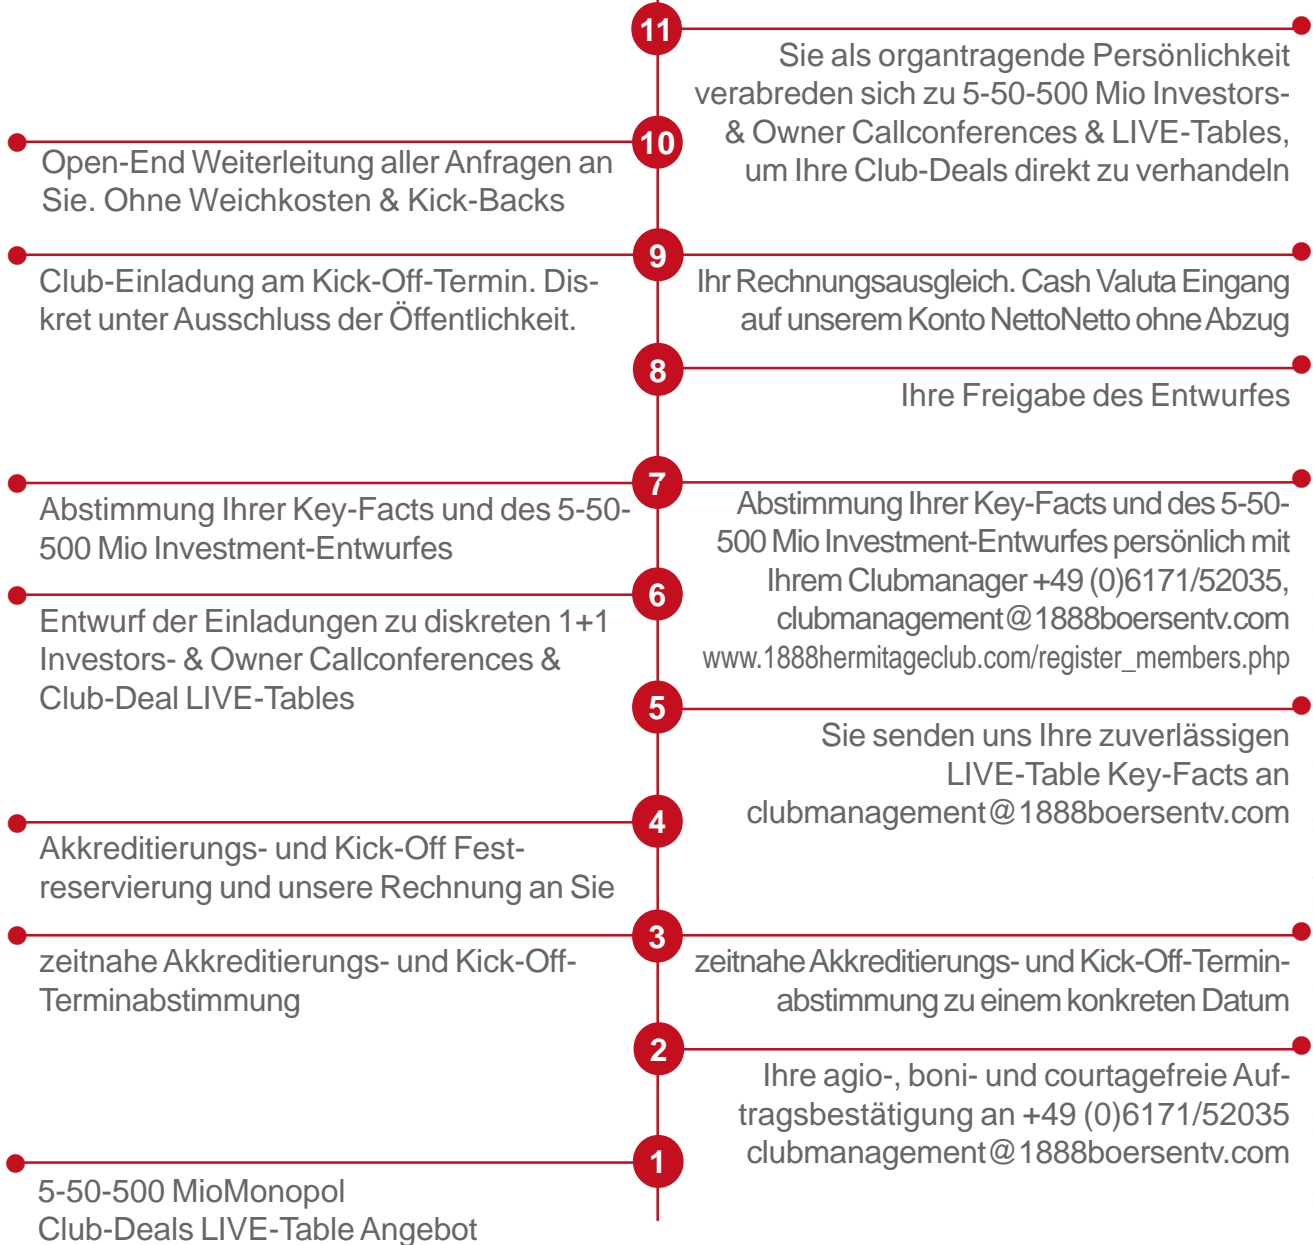 11
Sie als organtragende Persönlichkeit
verabreden sich zu 5-50-500 Mio Investors-
& Owner Callconferences & LIVE-Tables,
um Ihre Club-Deals direkt zu verhandeln
10
Open-End Weiterleitung aller Anfragen an
Sie. Ohne Weichkosten & Kick-Backs
9
Club-Einladung am Kick-Off-Termin. Dis-
kret unter Ausschluss der Öffentlichkeit.
Ihr Rechnungsausgleich. Cash Valuta Eingang
auf unserem Konto NettoNetto ohne Abzug
8
Ihre Freigabe des Entwurfes
7
Abstimmung Ihrer Key-Facts und des 5-50-
500 Mio Investment-Entwurfes
Abstimmung Ihrer Key-Facts und des 5-50-
500 Mio Investment-Entwurfes persönlich mit
Ihrem Clubmanager +49 (0)6171/52035,
clubmanagement@1888boersentv.com
www.1888hermitageclub.com/register_members.php
6
Entwurf der Einladungen zu diskreten 1+1
Investors- & Owner Callconferences &
Club-Deal LIVE-Tables
5
Sie senden uns Ihre zuverlässigen
LIVE-Table Key-Facts an
clubmanagement@1888boersentv.com
4
Akkreditierungs- und Kick-Off Fest-
reservierung und unsere Rechnung an Sie
3
zeitnahe Akkreditierungs- und Kick-Off-
Terminabstimmung
zeitnahe Akkreditierungs- und Kick-Off-Termin-
abstimmung zu einem konkreten Datum
2
Ihre agio-, boni- und courtagefreie Auf-
tragsbestätigung an +49 (0)6171/52035
clubmanagement@1888boersentv.com
1
5-50-500 MioMonopol
Club-Deals LIVE-Table Angebot